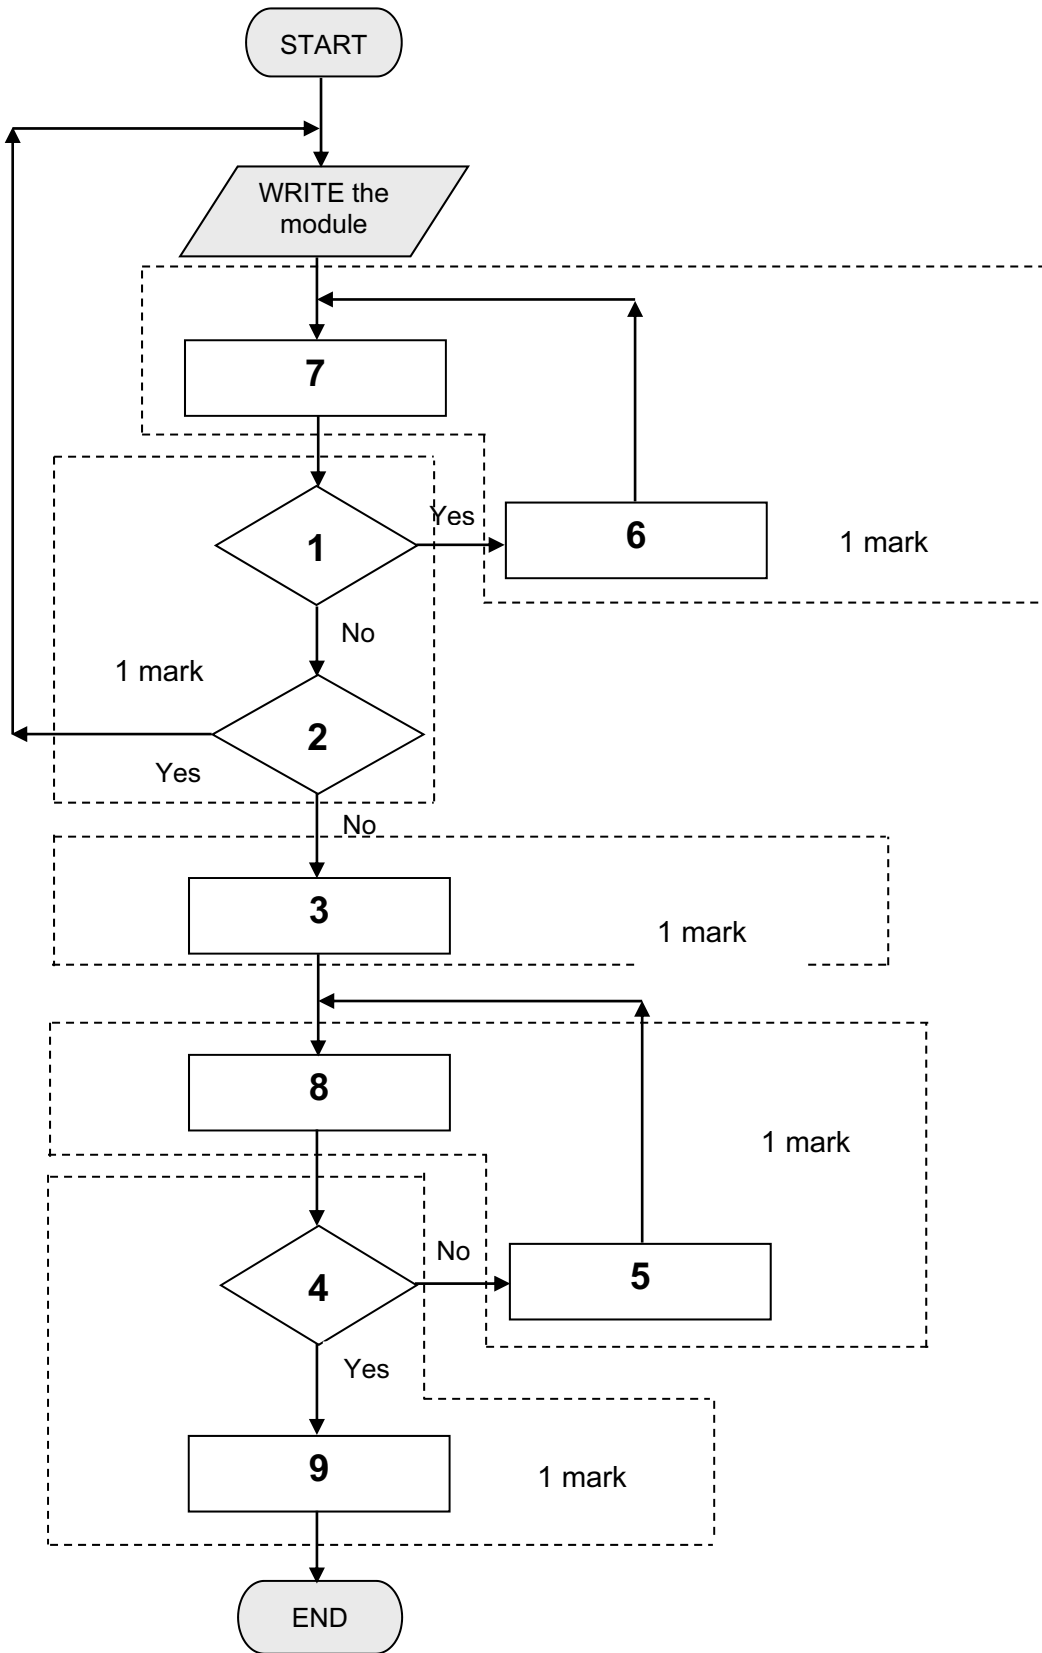 START
WRITE the
module
7
1
Yes
6
1 mark
No
1 mark
2
Yes
No
3
1 mark
8
1 mark
4
No
5
Yes
9
1 mark
END